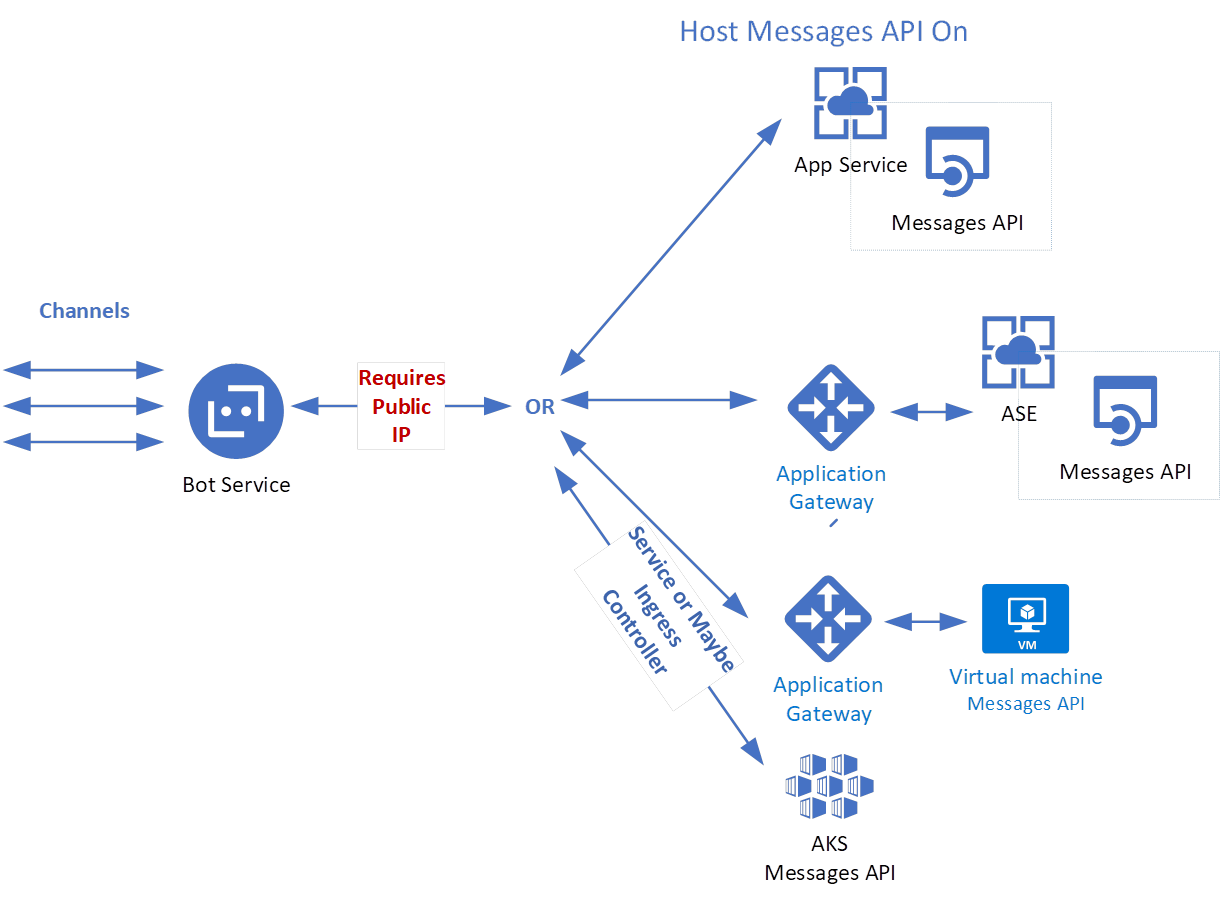 Host Messages API On
App Service
Messages API
Channels
Requires
Public
IP
OR
Bot Service
ASE
Messages API
Application
Gateway
Service or Maybe
Ingress
Controller
Application
Gateway
VM
Virtual machine
Messages API
AKS
Messages API